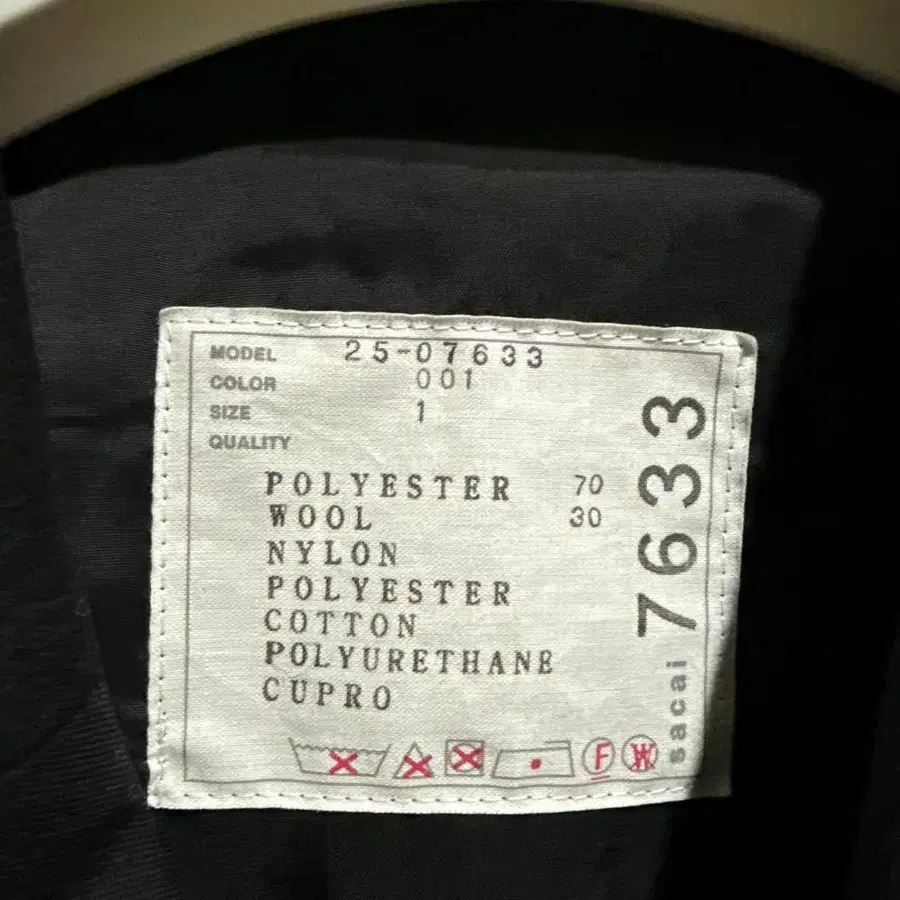 MODEL 25-07633
COLOR 001
SIZE 1
QUALITY
POLYESTER 70
WOOL 30
NYLON
POLYESTER
COTTON
POLYURETHANE
CUPRO
F W
sacai 7633